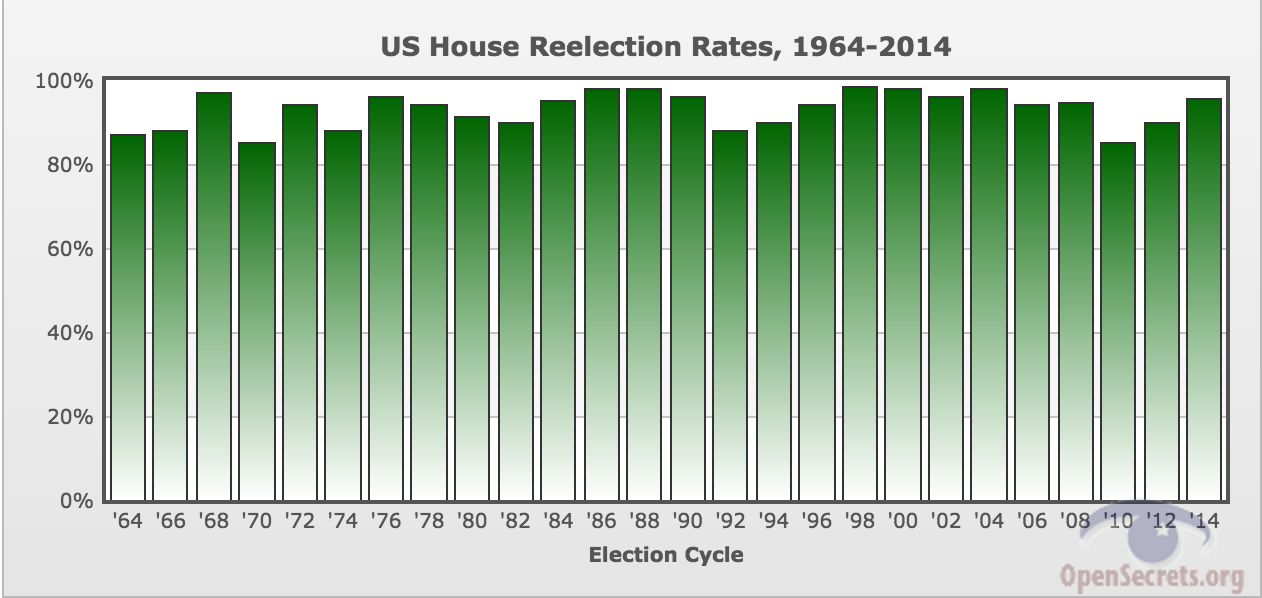 US House Reelection Rates, 1964-2014
100%
80%
60%
40%
20%
0%
'64 '66 '68 '70 '72 '74 '76 '78 '80 '82 '84 '86 '88 '90 '92 '94 '96 '98 '00 '02 '04 '06 '08 '10 '12 '14
Election Cycle
OpenSecrets.org